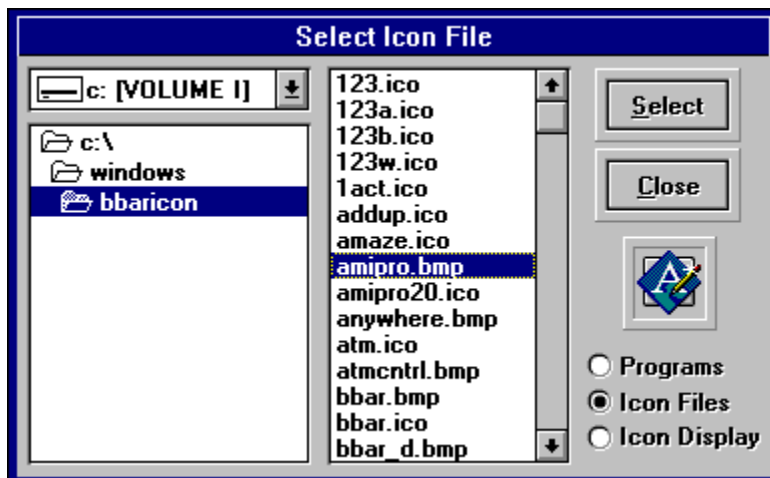 Select Icon File
c: [VOLUME I]
c:\
windows
bbaricon
123.ico
123a.ico
123b.ico
123w.ico
1act.ico
addup.ico
amaze.ico
amipro.bmp
amipro20.ico
anywhere.bmp
atm.ico
atmcntrl.bmp
bbar.bmp
bbar.ico
bbar_d.bmp
Select
Close
A
Programs
Icon Files
Icon Display